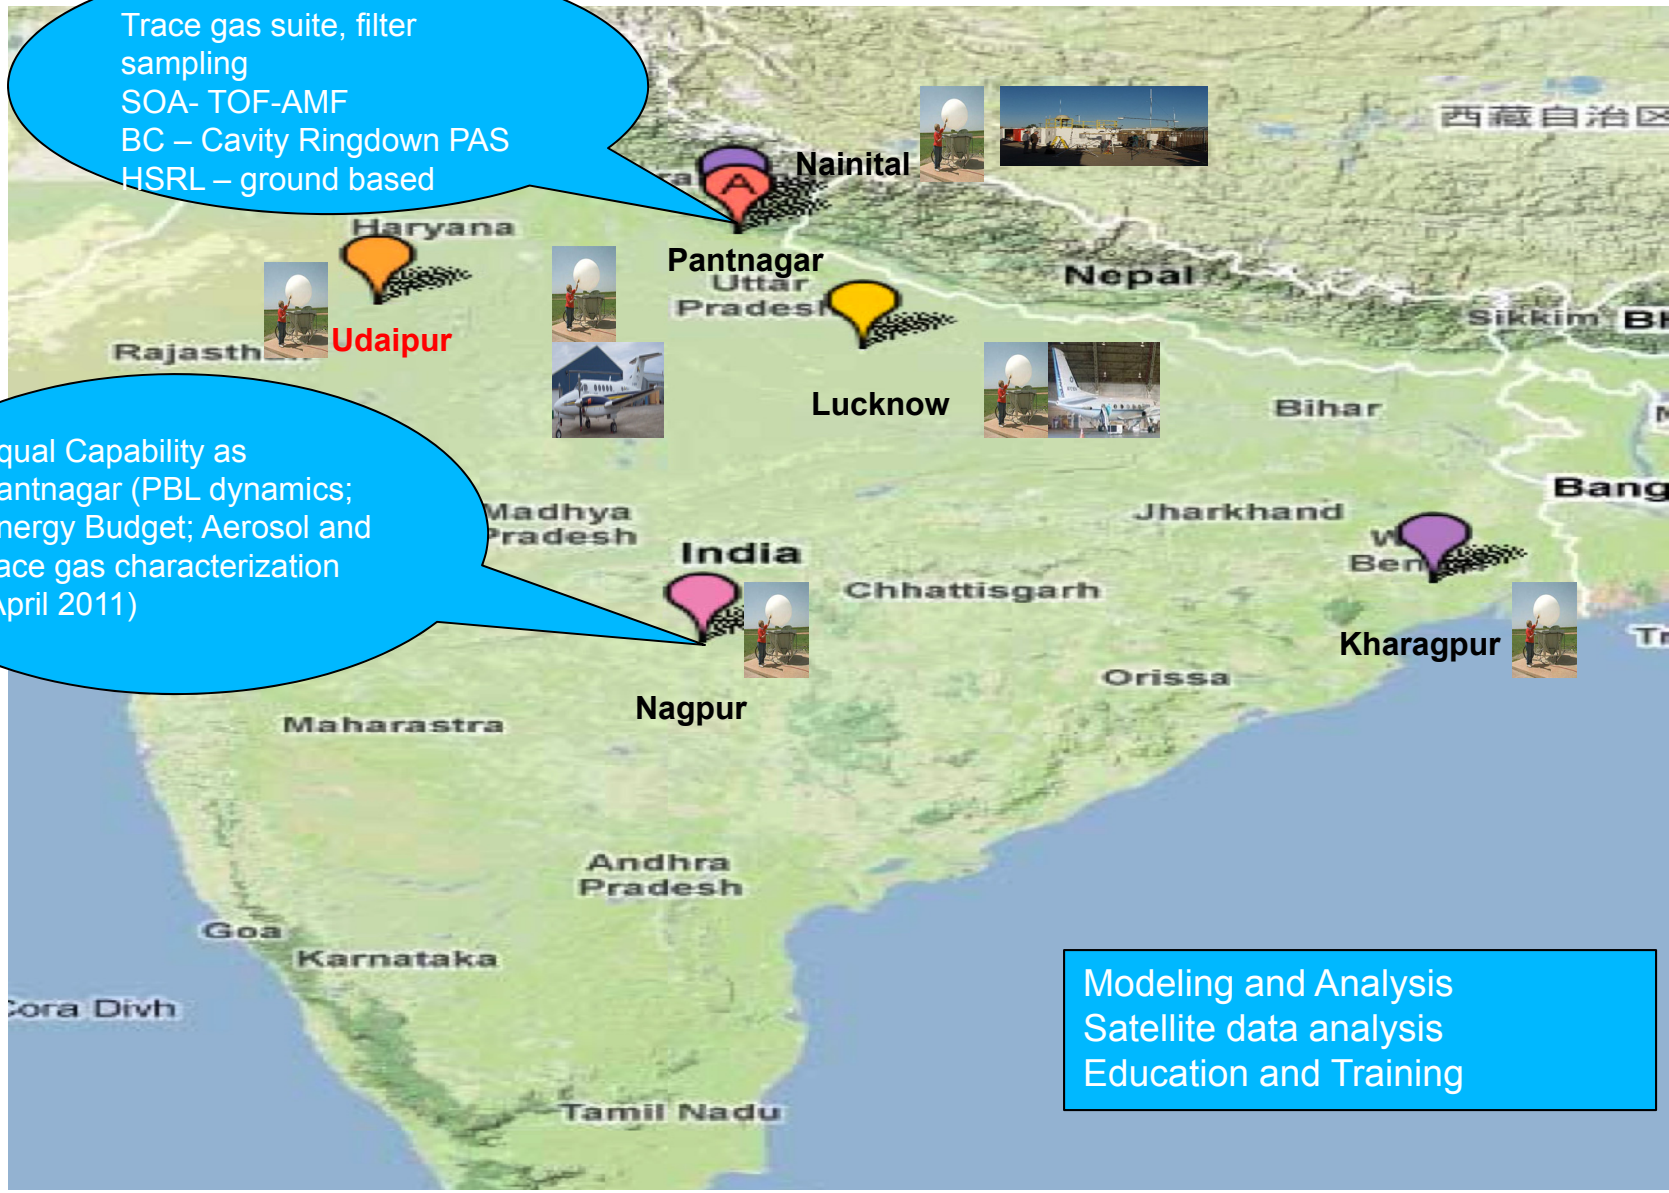 Trace gas suite, filter
sampling
SOA- TOF-AMF
BC – Cavity Ringdown PAS
HSRL – ground based
西藏自治区
Nainital
A
Haryana
Pantnagar
Uttar
Pradesh
Nepal
Sikkim
Udaipur
Lucknow
Bihar
qual Capability as
antnagar (PBL dynamics;
nergy Budget; Aerosol and
ace gas characterization
April 2011)
Madhya
Pradesh
India
Jharkhand
Bang
Chhattisgarh
Kharagpur
Orissa
Nagpur
Maharastra
Andhra
Pradesh
Goa
Karnataka
Cora Divh
Modeling and Analysis
Satellite data analysis
Education and Training
Tamil Nadu